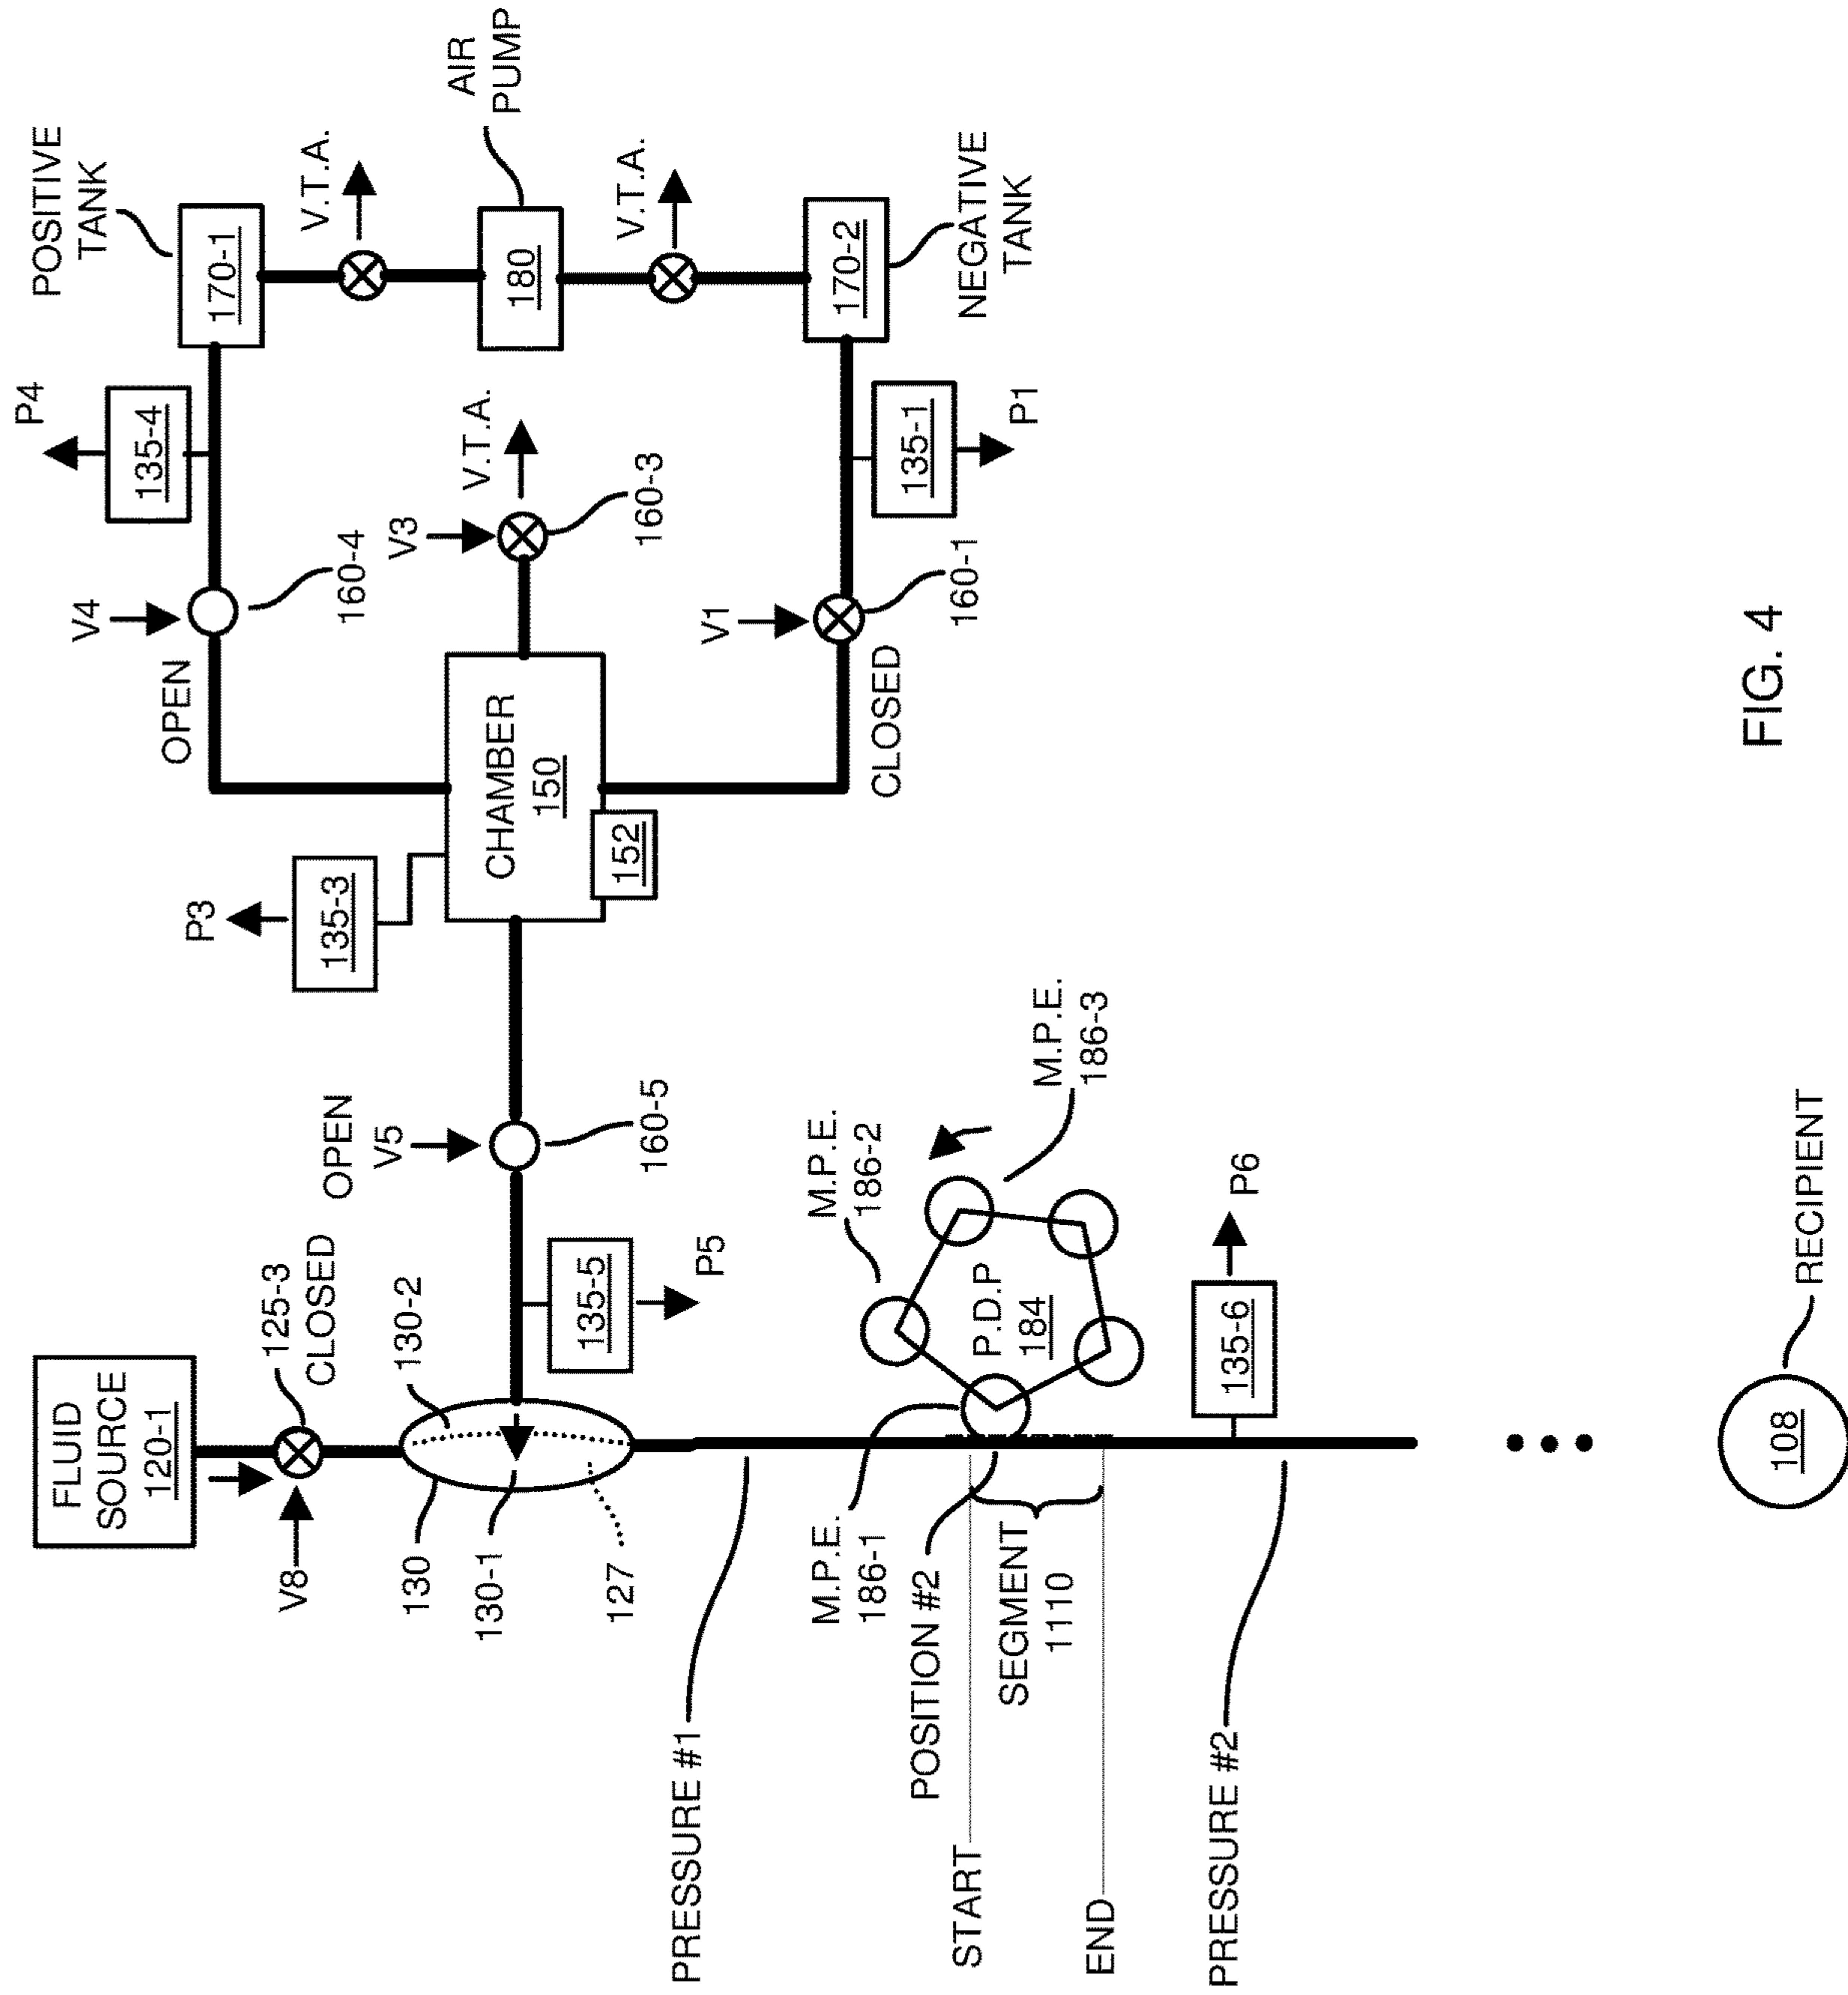 FLUID
SOURCE
120-1
V8
125-3
CLOSED
130
130-2
130-1
127
P5
135-5
OPEN
V5
160-5
P3
135-3
CHAMBER
150
152
OPEN
V4
160-4
P4
135-4
POSITIVE
TANK
170-1
V.T.A.
AIR
PUMP
180
V.T.A.
170-2
NEGATIVE
TANK
V3
V.T.A.
160-3
V1
160-1
CLOSED
135-1
P1
PRESSURE #1
M.P.E.
186-1
M.P.E.
186-2
M.P.E.
186-3
P.D.P
184
POSITION #2
SEGMENT
1110
START
END
PRESSURE #2
135-6
P6
108
RECIPIENT
FIG. 4